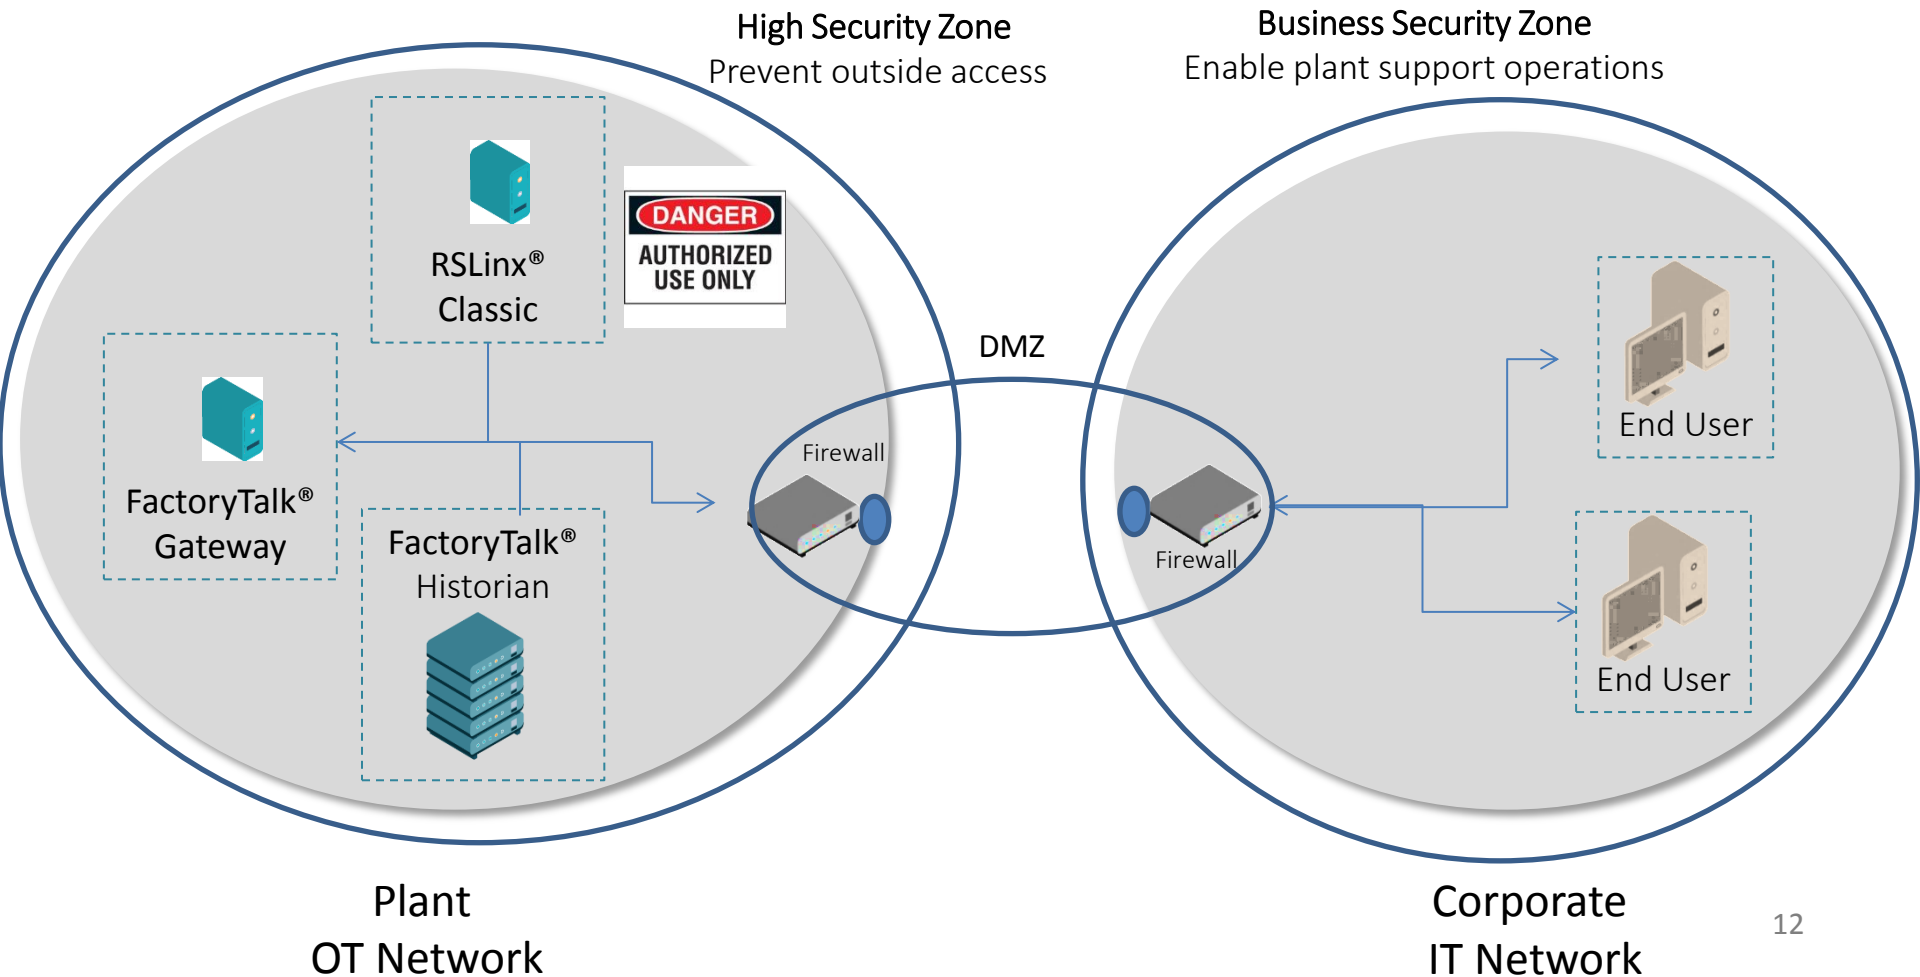 High Security Zone
Prevent outside access
Business Security Zone
Enable plant support operations
RSLinx®
Classic
DANGER
AUTHORIZED
USE ONLY
FactoryTalk®
Gateway
FactoryTalk®
Historian
Firewall
DMZ
Firewall
End User
End User
Plant
OT Network
Corporate
IT Network
12